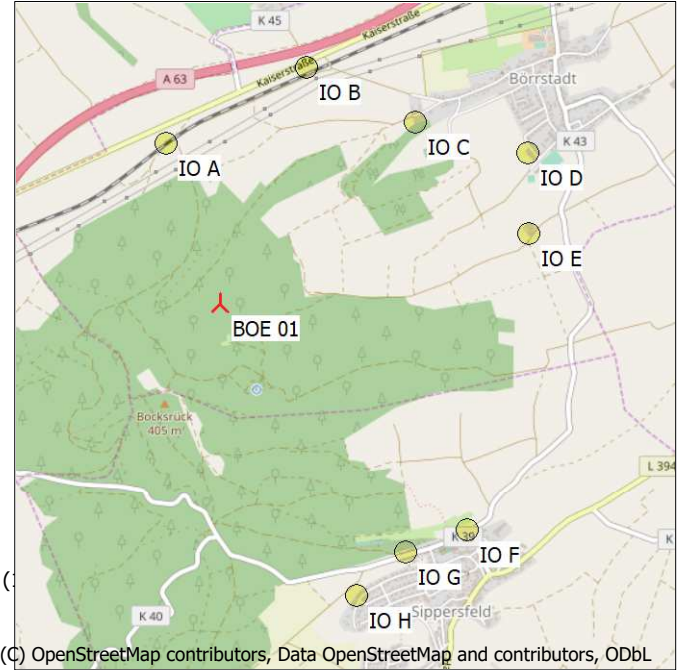 K 45
Kaiserstraße
A 63
Kaiserstraße
IO B
Börrstadt
IO C
K 43
IO A
IO D
IO E
BOE 01
Bocksrück
405 m
L 394
K 39
K
IO F
IO G
K 40
IO H
Sippersfeld
(C) OpenStreetMap contributors, Data OpenStreetMap and contributors, ODbL